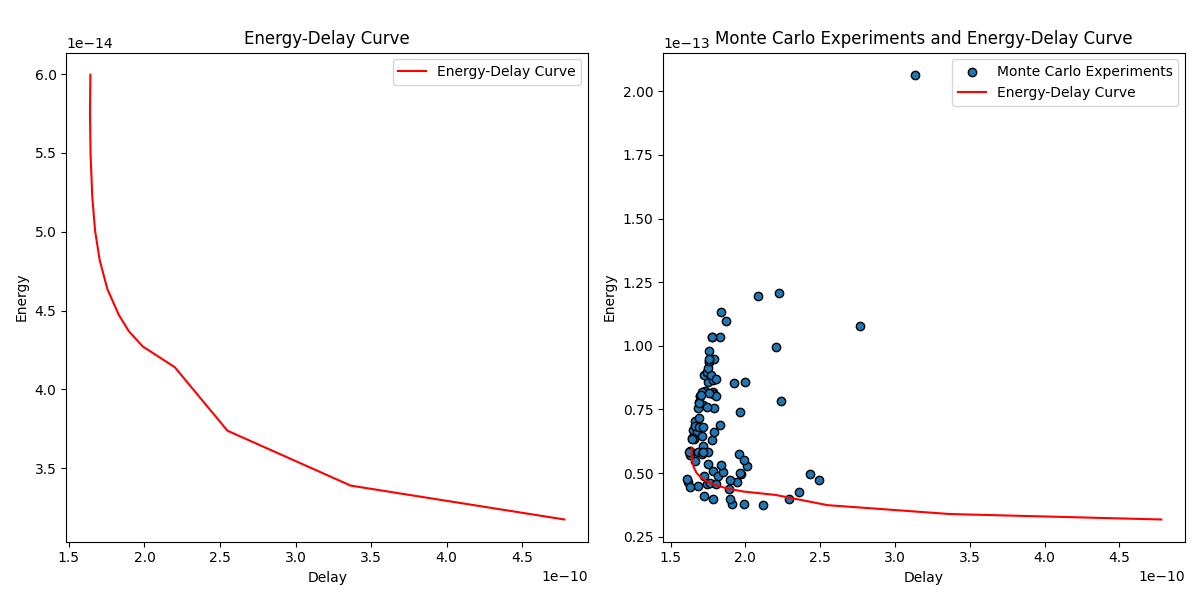 Energy-Delay Curve
1e−14
Energy-Delay Curve
6.0
5.5
5.0
4.5
4.0
3.5
Energy
1.5
2.0
2.5
3.0
3.5
4.0
4.5
Delay
1e−10
Monte Carlo Experiments and Energy-Delay Curve
1e−13
Monte Carlo Experiments
Energy-Delay Curve
2.00
1.75
1.50
1.25
1.00
0.75
0.50
0.25
Energy
1.5
2.0
2.5
3.0
3.5
4.0
4.5
Delay
1e−10